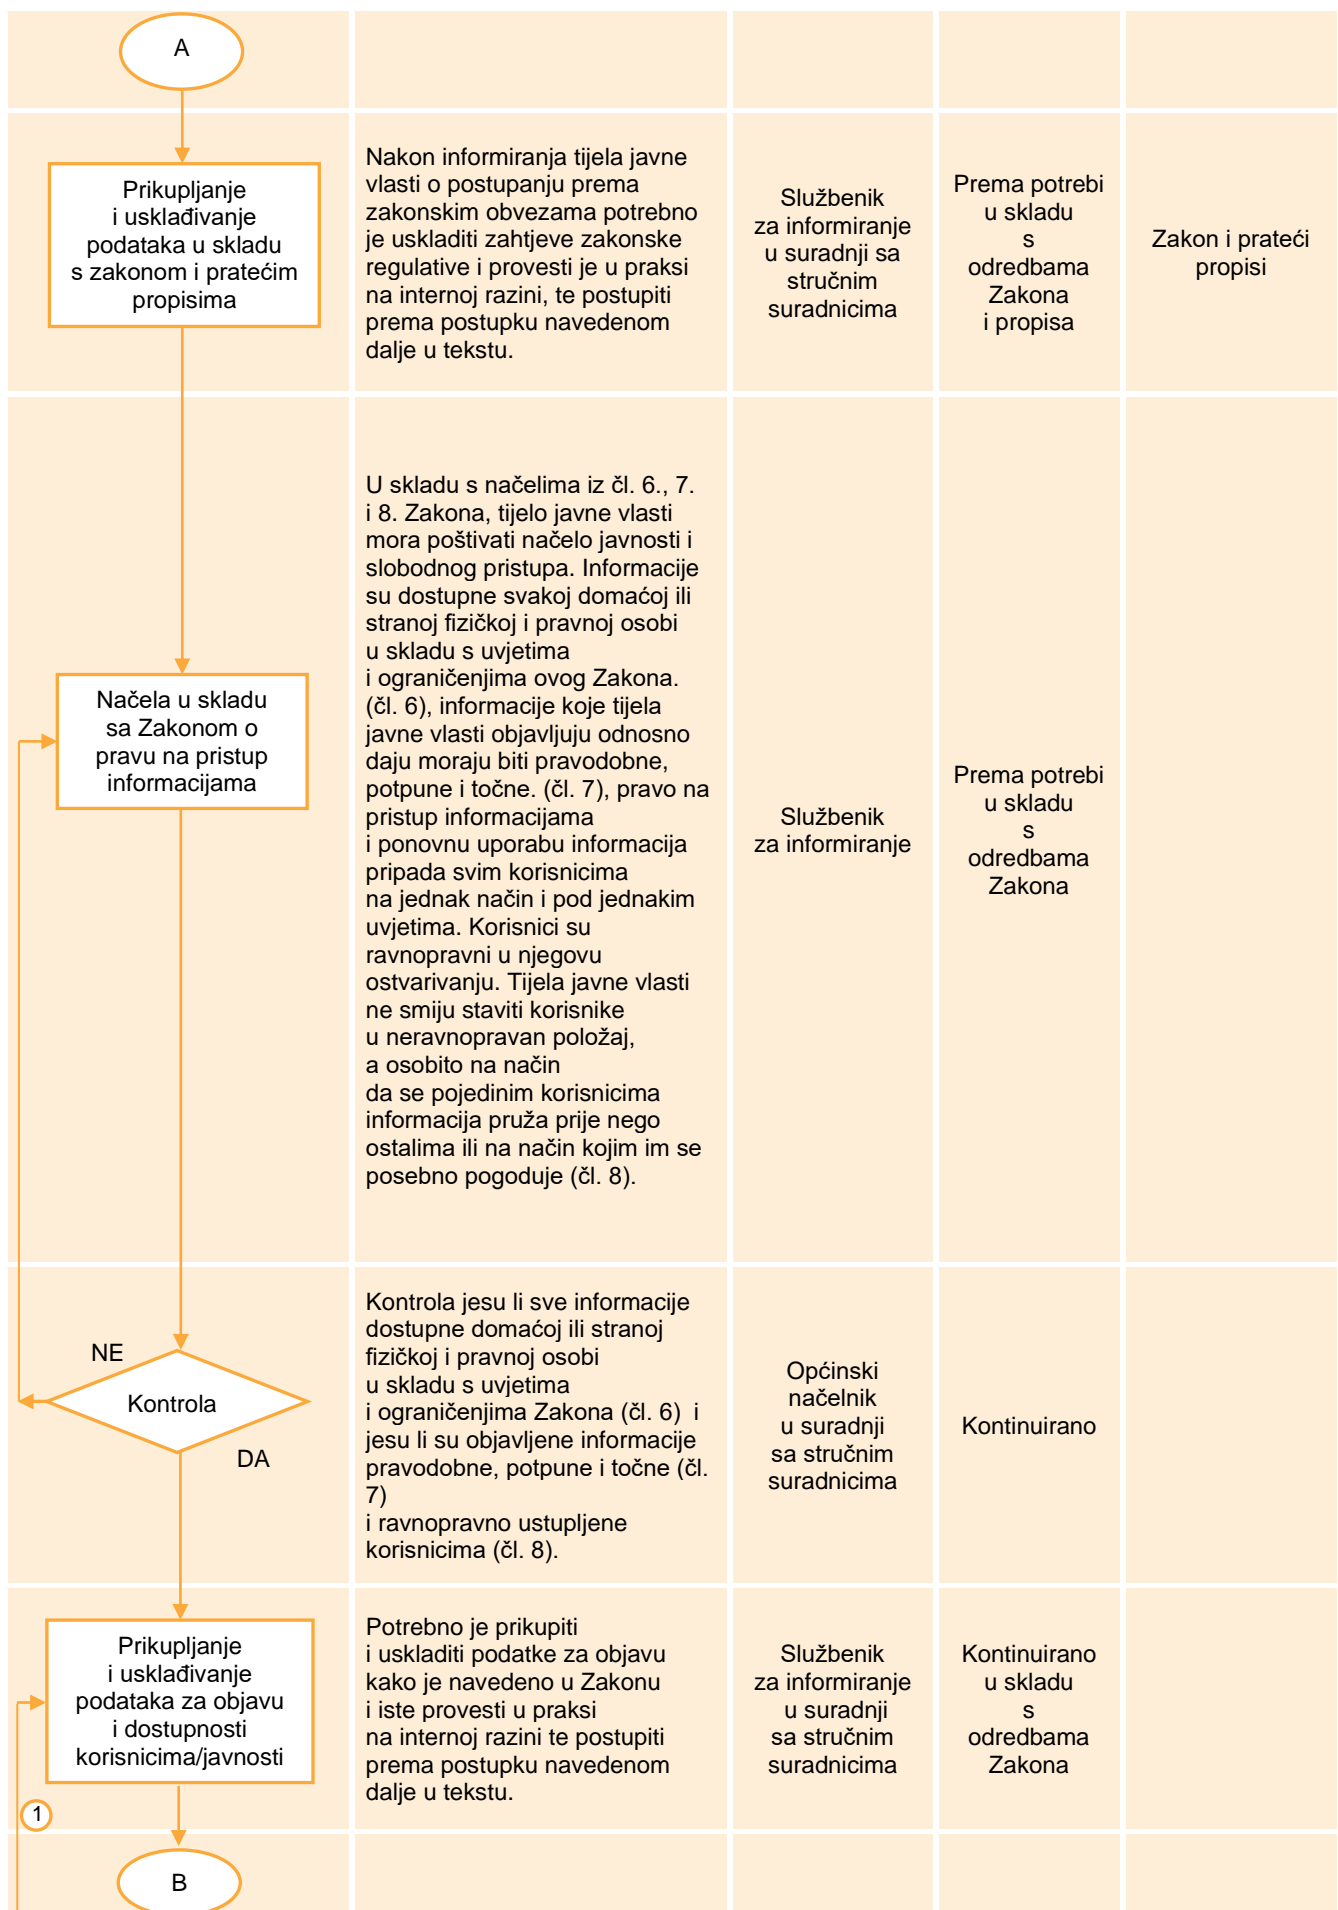 A
Prikupljanje
i usklađivanje
podataka u skladu
s zakonom i pratećim
propisima
Nakon informiranja tijela javne
vlasti o postupanju prema
zakonskim obvezama potrebno
je uskladiti zahtjeve zakonske
regulative i provesti je u praksi
na internoj razini, te postupiti
prema postupku navedenom
dalje u tekstu.
Službenik
za informiranje
u suradnji sa
stručnim
suradnicima
Prema potrebi
u skladu
s
odredbama
Zakona
i propisa
Zakon i prateći
propisi
Načela u skladu
sa Zakonom o
pravu na pristup
informacijama
U skladu s načelima iz čl. 6., 7.
i 8. Zakona, tijelo javne vlasti
mora poštivati načelo javnosti i
slobodnog pristupa. Informacije
su dostupne svakoj domaćoj ili
stranoj fizičkoj i pravnoj osobi
u skladu s uvjetima
i ograničenjima ovog Zakona.
(čl. 6), informacije koje tijela
javne vlasti objavljuju odnosno
daju moraju biti pravodobne,
potpune i točne. (čl. 7), pravo na
pristup informacijama
i ponovnu uporabu informacija
pripada svim korisnicima
na jednak način i pod jednakim
uvjetima. Korisnici su
ravnopravni u njegovu
ostvarivanju. Tijela javne vlasti
ne smiju staviti korisnike
u neravnopravan položaj,
a osobito na način
da se pojedinim korisnicima
informacija pruža prije nego
ostalima ili na način kojim im se
posebno pogoduje (čl. 8).
Službenik
za informiranje
Prema potrebi
u skladu
s
odredbama
Zakona
NE
Kontrola
DA
Kontrola jesu li sve informacije
dostupne domaćoj ili stranoj
fizičkoj i pravnoj osobi
u skladu s uvjetima
i ograničenjima Zakona (čl. 6)  i
jesu li su objavljene informacije
pravodobne, potpune i točne (čl.
7)
i ravnopravno ustupljene
korisnicima (čl. 8).
Općinski
načelnik
u suradnji
sa stručnim
suradnicima
Kontinuirano
Prikupljanje
i usklađivanje
podataka za objavu
i dostupnosti
korisnicima/javnosti
Potrebno je prikupiti
i uskladiti podatke za objavu
kako je navedeno u Zakonu
i iste provesti u praksi
na internoj razini te postupiti
prema postupku navedenom
dalje u tekstu.
Službenik
za informiranje
u suradnji
sa stručnim
suradnicima
Kontinuirano
u skladu
s
odredbama
Zakona
1
B